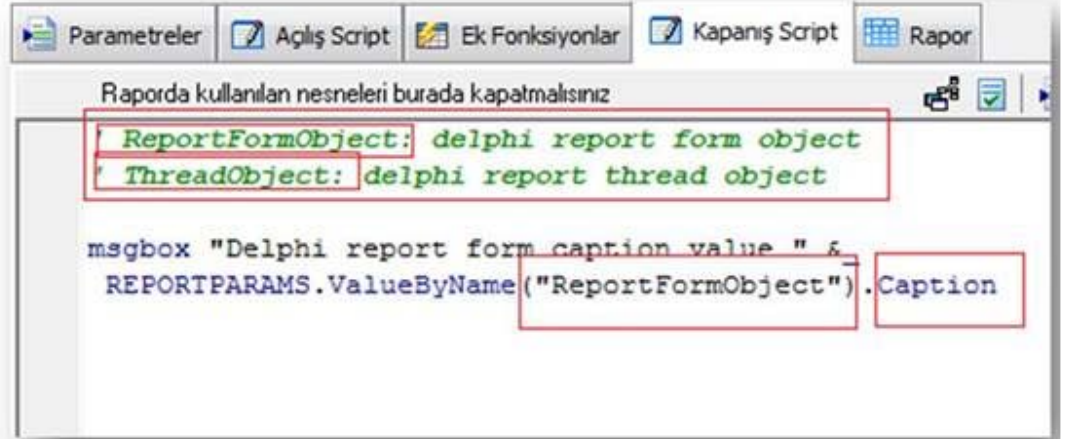 Parametreler Açılış Script Ek Fonksiyonlar Kapanış Script Rapor
Raporda kullanılan nesneleri burada kapatmalısınız
' ReportFormObject: delphi report form object
' ThreadObject: delphi report thread object
msgbox "Delphi report form caption value " &_
REPORTPARAMS.ValueByName("ReportFormObject").Caption